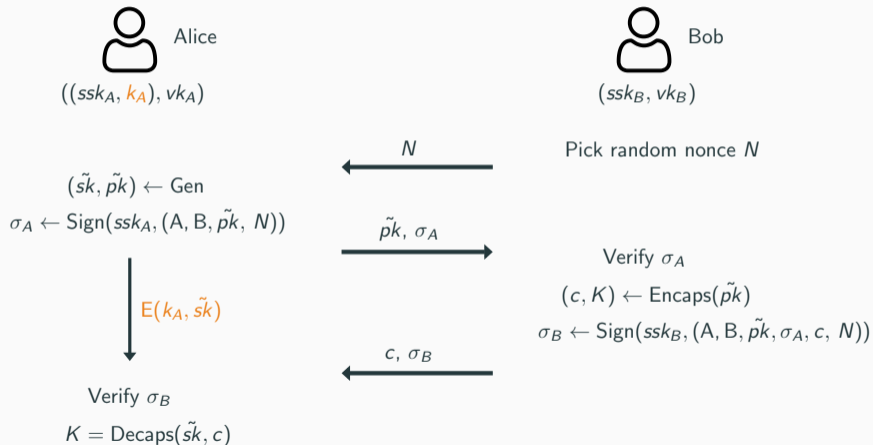 Alice
Bob
((ssk_A, k_A), vk_A)
(ssk_B, vk_B)
N
Pick random nonce N
(s̃k, p̃k) ← Gen
σ_A ← Sign(ssk_A, (A, B, p̃k, N))
p̃k, σ_A
Verify σ_A
(c, K) ← Encaps(p̃k)
E(k_A, s̃k)
σ_B ← Sign(ssk_B, (A, B, p̃k, σ_A, c, N))
c, σ_B
Verify σ_B
K = Decaps(s̃k, c)